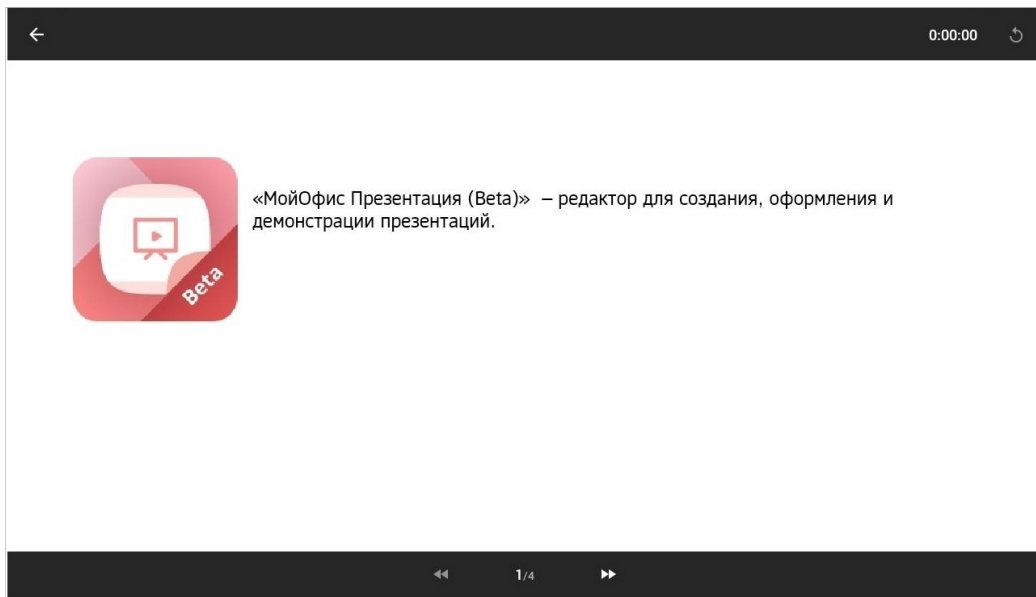 0:00:00
«МойОфис Презентация (Beta)» – редактор для создания, оформления и
демонстрации презентаций.
Beta
1/4